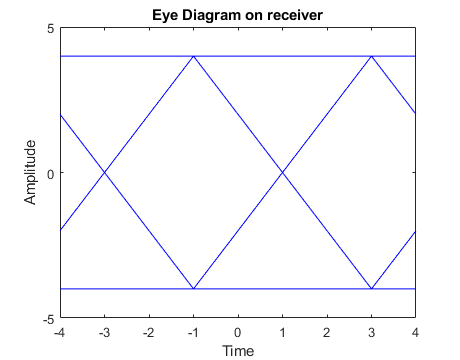 Eye Diagram on receiver
5
0
-5
Amplitude
-4 -3 -2 -1 0 1 2 3 4
Time